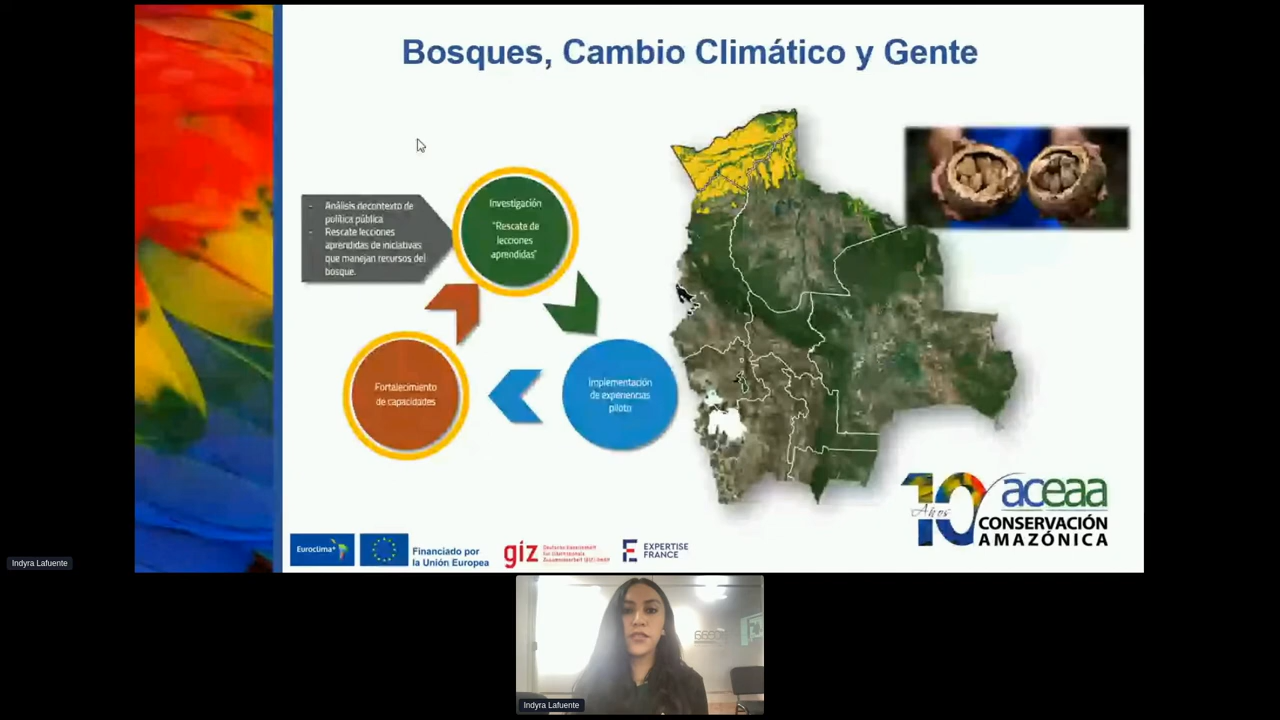 Bosques, Cambio Climático y Gente
- Análisis decontexto de
política pública
- Rescate lecciones
aprendidas de iniciativas
que manejan recursos del
bosque.
Investigación
"Rescate de
lecciones
aprendidas"
Fortalecimiento
de capacidades
Implementación
de experiencias
piloto
10
Años
aceaa
CONSERVACIÓN
AMAZÓNICA
Euroclima+
Financiado por
la Unión Europea
giz
EXPERTISE
FRANCE
Indyra Lafuente
Indyra Lafuente